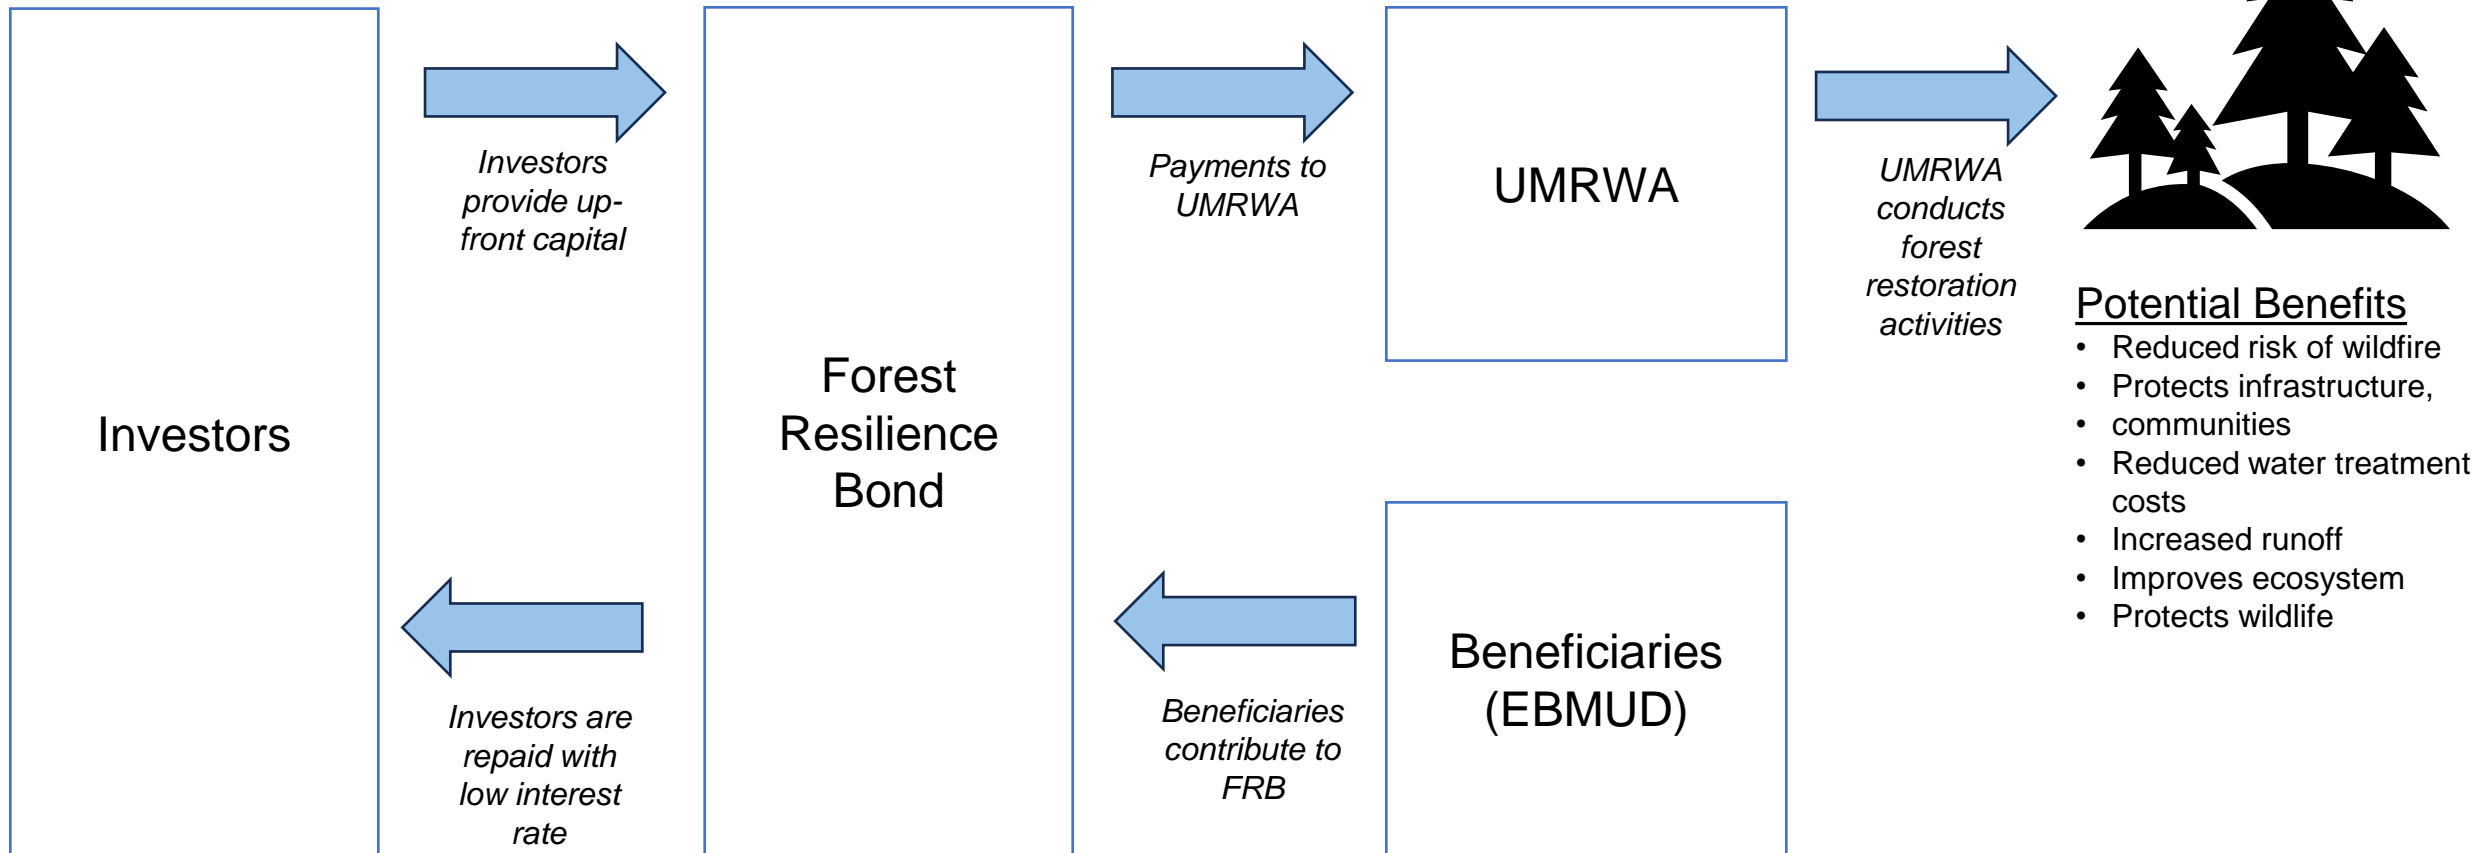 Investors
Investors
provide up-
front capital
Investors are
repaid with
low interest
rate
Forest
Resilience
Bond
Payments to
UMRWA
Beneficiaries
contribute to
FRB
UMRWA
Beneficiaries
(EBMUD)
UMRWA
conducts
forest
restoration
activities
Potential Benefits
• Reduced risk of wildfire
• Protects infrastructure,
• communities
• Reduced water treatment
costs
• Increased runoff
• Improves ecosystem
• Protects wildlife